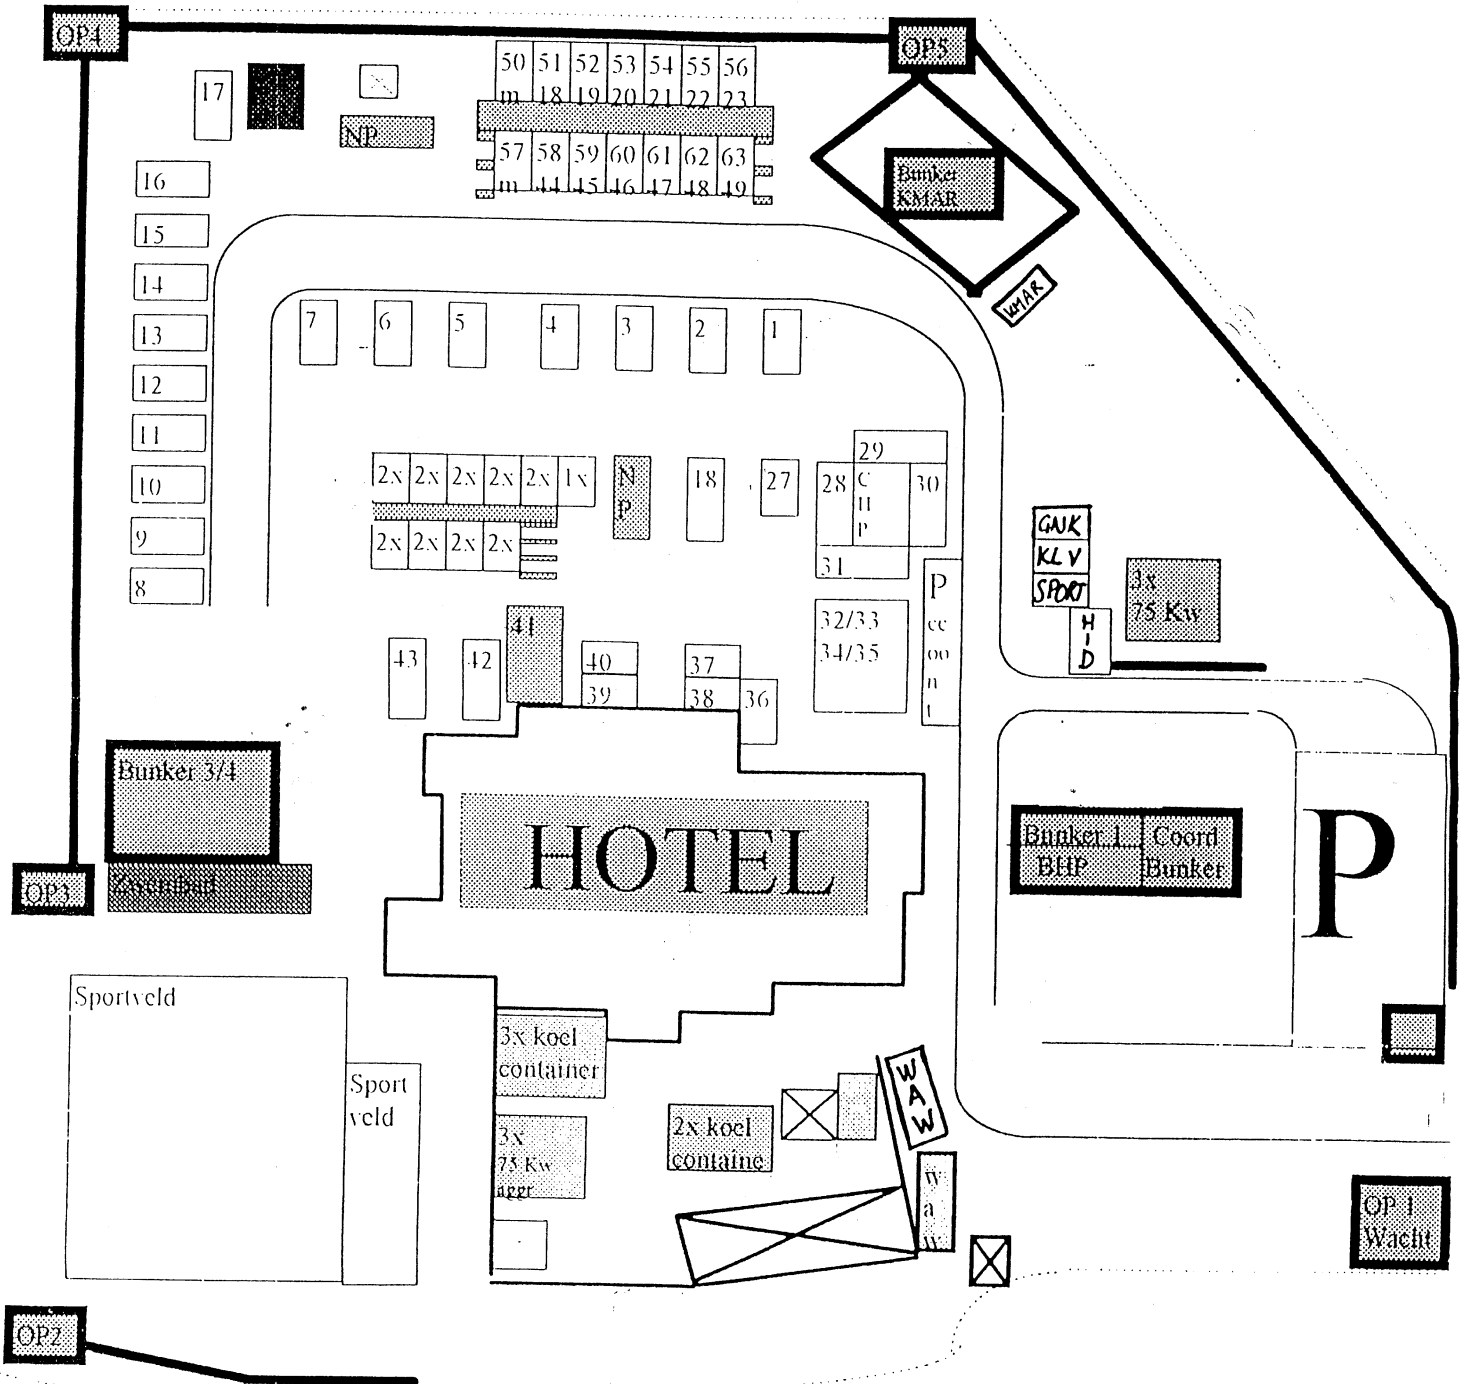 OP4
OP5
50 51 52 53 54 55 56
m 18 19 20 21 22 23
17
NP
57 58 59 60 61 62 63
m 44 45 46 47 48 49
Bunker
KMAR
16
15
14
13
12
11
10
9
8
KMAR
7 6 5 4 3 2 1
2x 2x 2x 2x 2x 1x
2x 2x 2x 2x
N
P
18
27
29
28
C
H
P
30
31
32/33
34/35
GNK
KLV
SPORT
H
I
D
3x
75 Kw
43
42
41
40
39
37
38
36
Bunker 3/4
Zwembad
OP3
HOTEL
Bunker 1
BHP
Coord
Bunker
P
Sportveld
Sport
veld
3x koel
container
3x
75 Kw
aggr
2x koel
containe
W
A
W
w
a
w
OP 1
Wacht
OP2